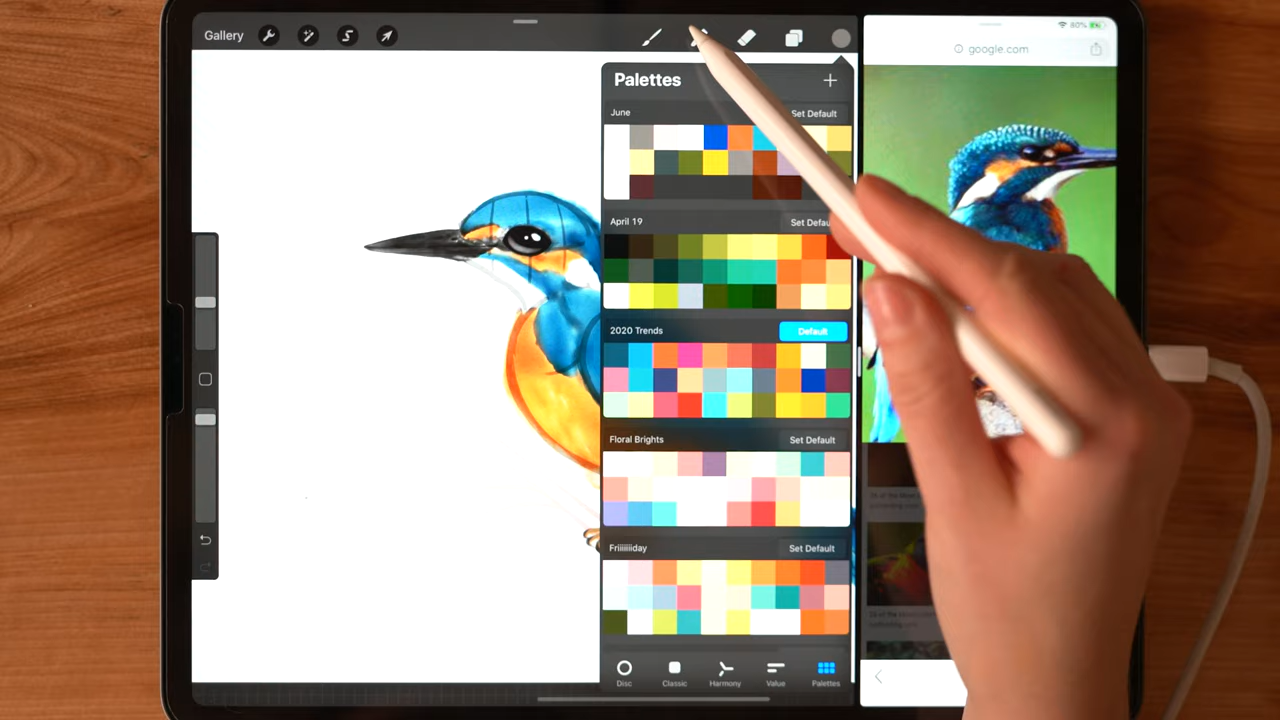 Gallery
80%
google.com
Palettes
June Set Default
April 19 Set
2020 Trends Default
Floral Brights Set Default
Friiiiiiday Set Default
Disc Classic Harmony Value Palettes